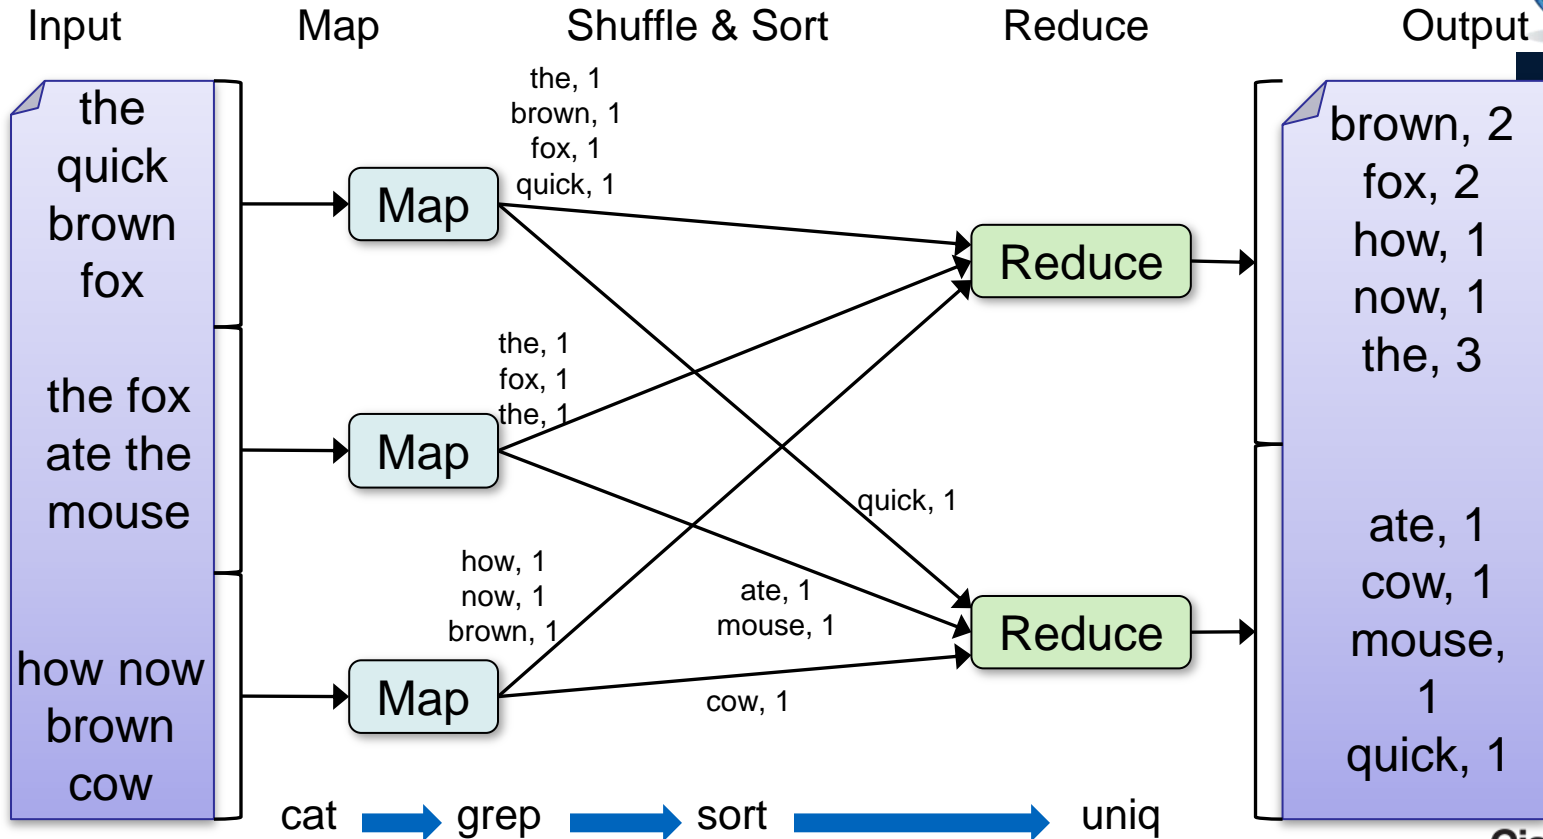 Input
Map
Shuffle & Sort
Reduce
Output
the
quick
brown
fox
the fox
ate the
mouse
how now
brown
cow
Map
Map
Map
the, 1
brown, 1
fox, 1
quick, 1
the, 1
fox, 1
the, 1
how, 1
now, 1
brown, 1
quick, 1
ate, 1
mouse, 1
cow, 1
Reduce
Reduce
brown, 2
fox, 2
how, 1
now, 1
the, 3
ate, 1
cow, 1
mouse,
1
quick, 1
cat
grep
sort
uniq